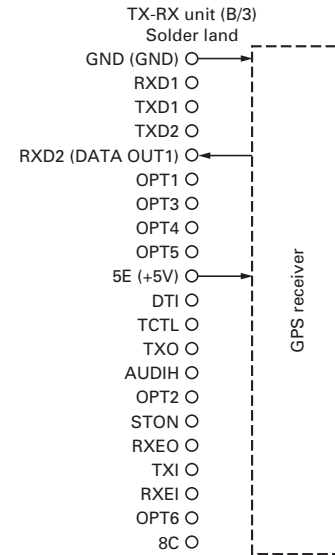 TX-RX unit (B/3)
Solder land
GND (GND)
RXD1
TXD1
TXD2
RXD2 (DATA OUT1)
OPT1
OPT3
OPT4
OPT5
5E (+5V)
DTI
TCTL
TXO
AUDIH
OPT2
STON
RXEO
TXI
RXEI
OPT6
8C
GPS receiver